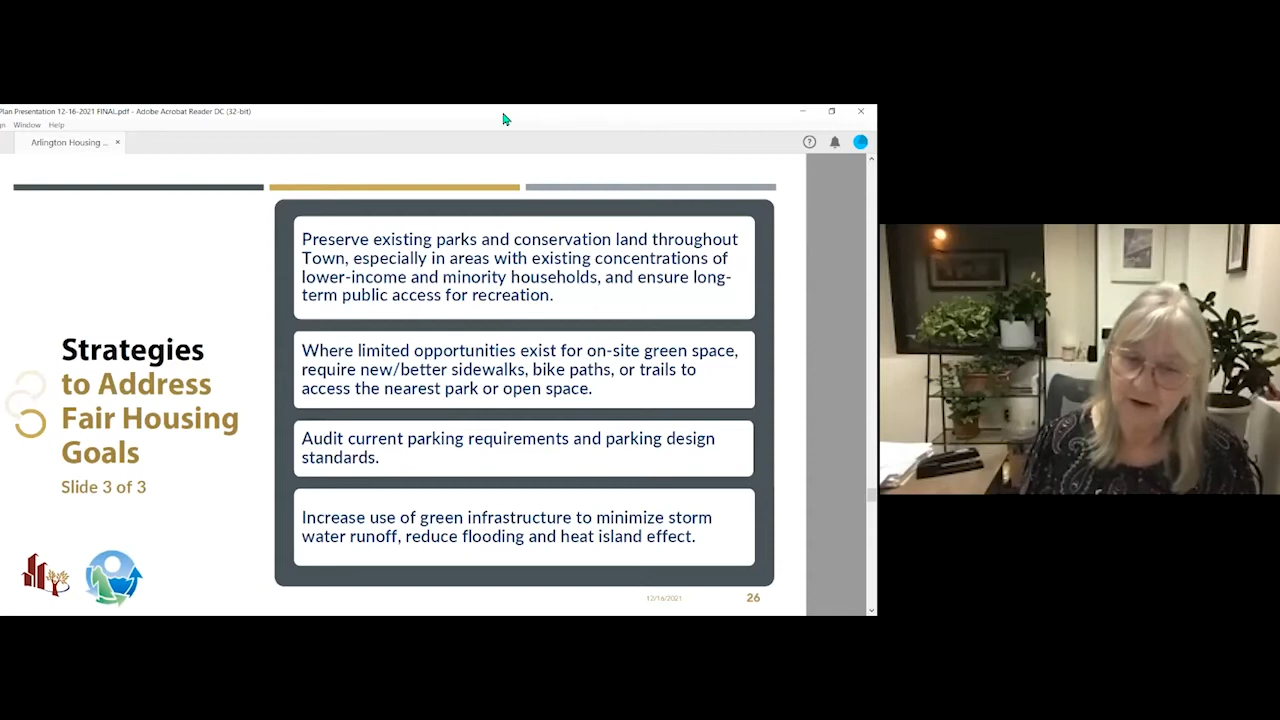 Plan Presentation 12-16-2021 FINAL.pdf - Adobe Acrobat Reader DC (32-bit)
Window Help
Arlington Housing ...
Strategies
to Address
Fair Housing
Goals
Slide 3 of 3
Preserve existing parks and conservation land throughout
Town, especially in areas with existing concentrations of
lower-income and minority households, and ensure long-
term public access for recreation.
Where limited opportunities exist for on-site green space,
require new/better sidewalks, bike paths, or trails to
access the nearest park or open space.
Audit current parking requirements and parking design
standards.
Increase use of green infrastructure to minimize storm
water runoff, reduce flooding and heat island effect.
12/16/2021
26